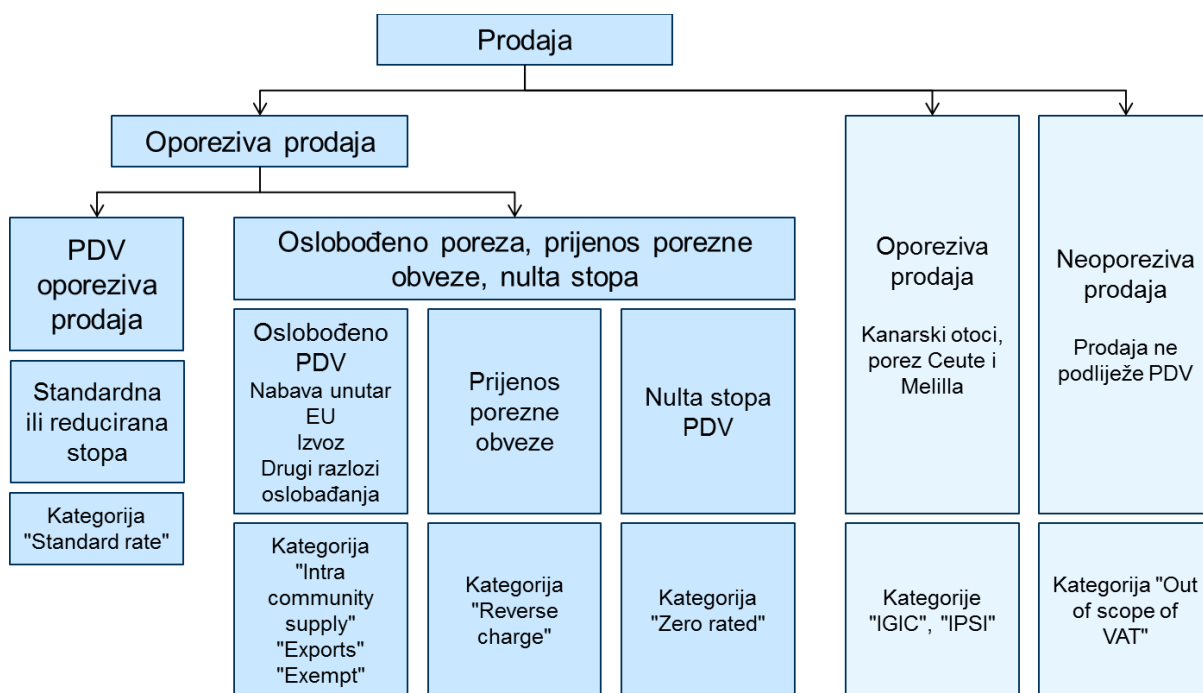 Prodaja
Oporeziva prodaja
PDV
oporeziva
prodaja
Standardna
ili reducirana
stopa
Kategorija
"Standard rate"
Oslobođeno poreza, prijenos porezne
obveze, nulta stopa
Oslobođeno
PDV
Nabava unutar
EU
Izvoz
Drugi razlozi
oslobađanja
Kategorija
"Intra
community
supply"
"Exports"
"Exempt"
Prijenos
porezne
obveze
Kategorija
"Reverse
charge"
Nulta stopa
PDV
Kategorija
"Zero rated"
Oporeziva
prodaja
Kanarski otoci,
porez Ceute i
Melilla
Kategorije
"IGIC", "IPSI"
Neoporeziva
prodaja
Prodaja ne
podliježe PDV
Kategorija "Out
of scope of
VAT"